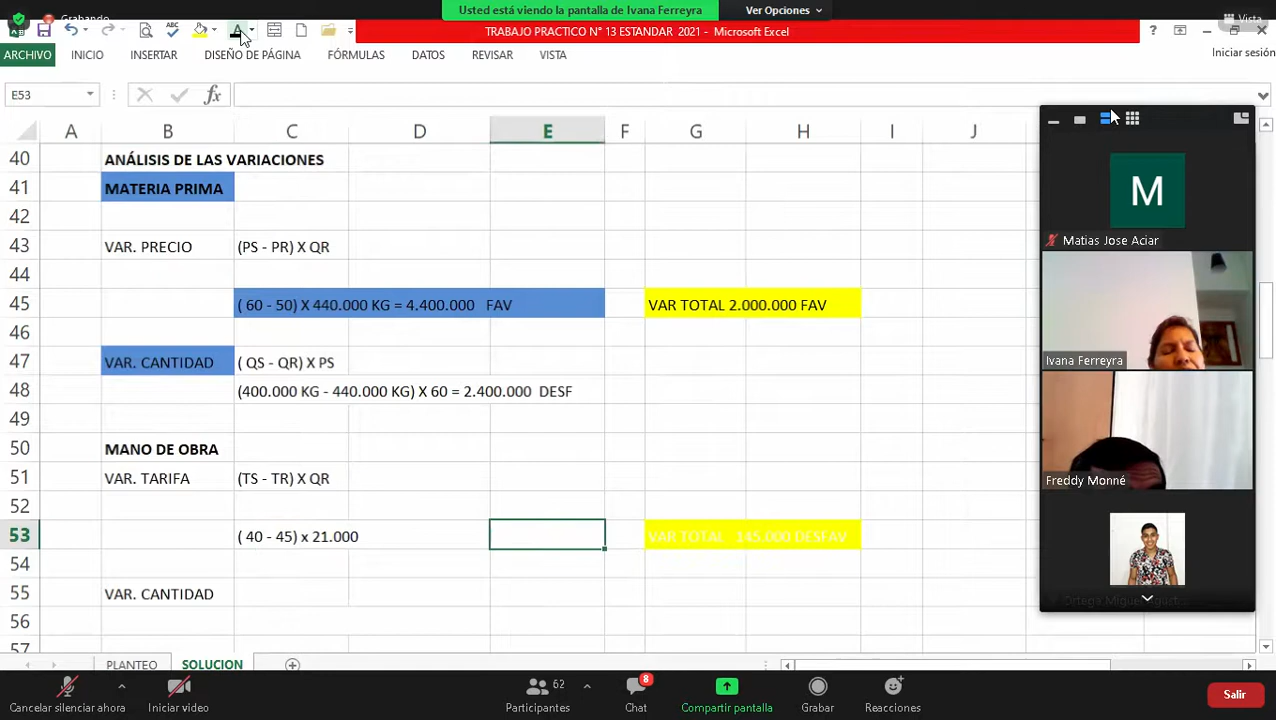 Grabando
Usted está viendo la pantalla de Ivana Ferreyra
Ver Opciones
Vista
ABC
A
TRABAJO PRACTICO N° 13 ESTANDAR 2021 - Microsoft Excel
?
ARCHIVO INICIO INSERTAR DISEÑO DE PÁGINA FÓRMULAS DATOS REVISAR VISTA
Iniciar sesión
E53
fx
A B C D E F G H I J
40 ANÁLISIS DE LAS VARIACIONES
41 MATERIA PRIMA
42
43 VAR. PRECIO (PS - PR) X QR
44
45 ( 60 - 50) X 440.000 KG = 4.400.000 FAV VAR TOTAL 2.000.000 FAV
46
47 VAR. CANTIDAD ( QS - QR) X PS
48 (400.000 KG - 440.000 KG) X 60 = 2.400.000 DESF
49
50 MANO DE OBRA
51 VAR. TARIFA (TS - TR) X QR
52
53 ( 40 - 45) x 21.000 VAR TOTAL 145.000 DESFAV
54
55 VAR. CANTIDAD
56
57
M
Matias Jose Aciar
Ivana Ferreyra
Freddy Monné
Ortega Miguel
PLANTEO SOLUCION
Cancelar silenciar ahora
Iniciar video
62
Participantes
8
Chat
Compartir pantalla
Grabar
Reacciones
Salir